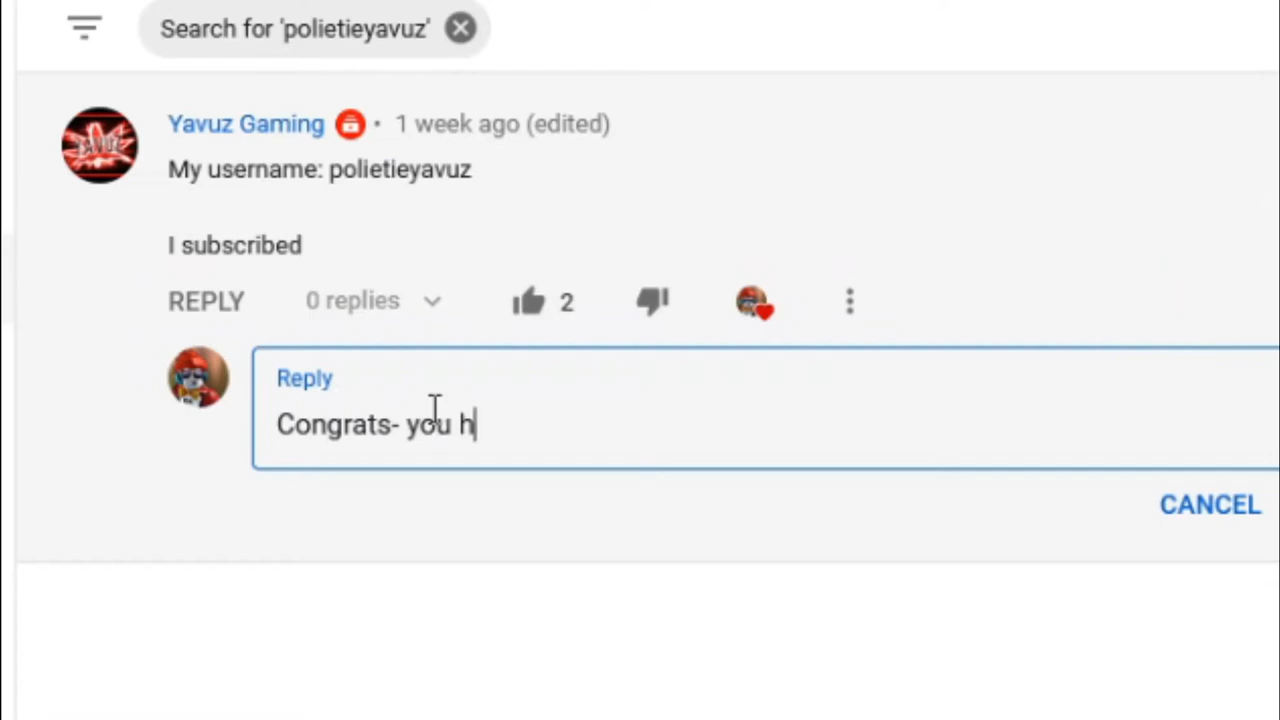 Search for 'polietieyavuz'
Yavuz Gaming • 1 week ago (edited)
My username: polietieyavuz
I subscribed
REPLY 0 replies 2
Reply
Congrats- you h
CANCEL